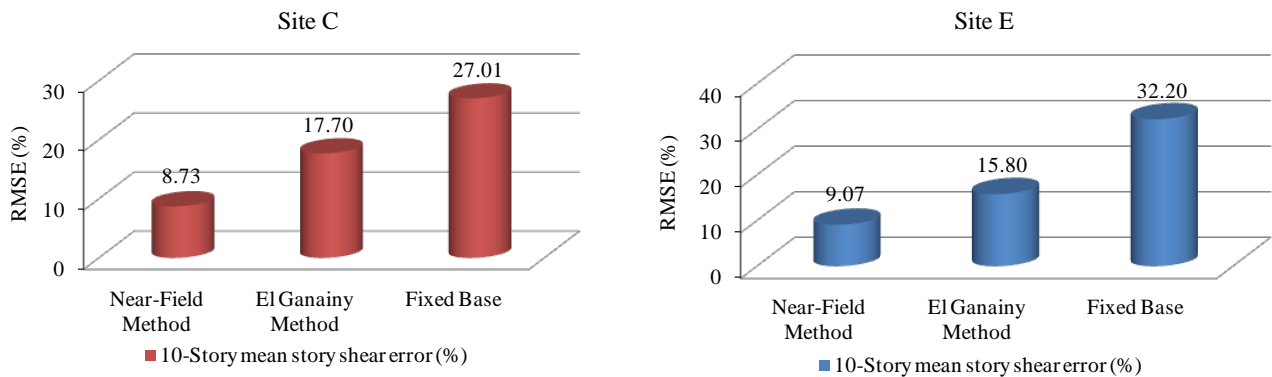 Site C
RMSE (%)
30
20
10
0
8.73
17.70
27.01
Near-Field
Method
El Ganainy
Method
Fixed Base
10-Story mean story shear error (%)
Site E
RMSE (%)
40
30
20
10
0
9.07
15.80
32.20
Near-Field
Method
El Ganainy
Method
Fixed Base
10-Story mean story shear error (%)